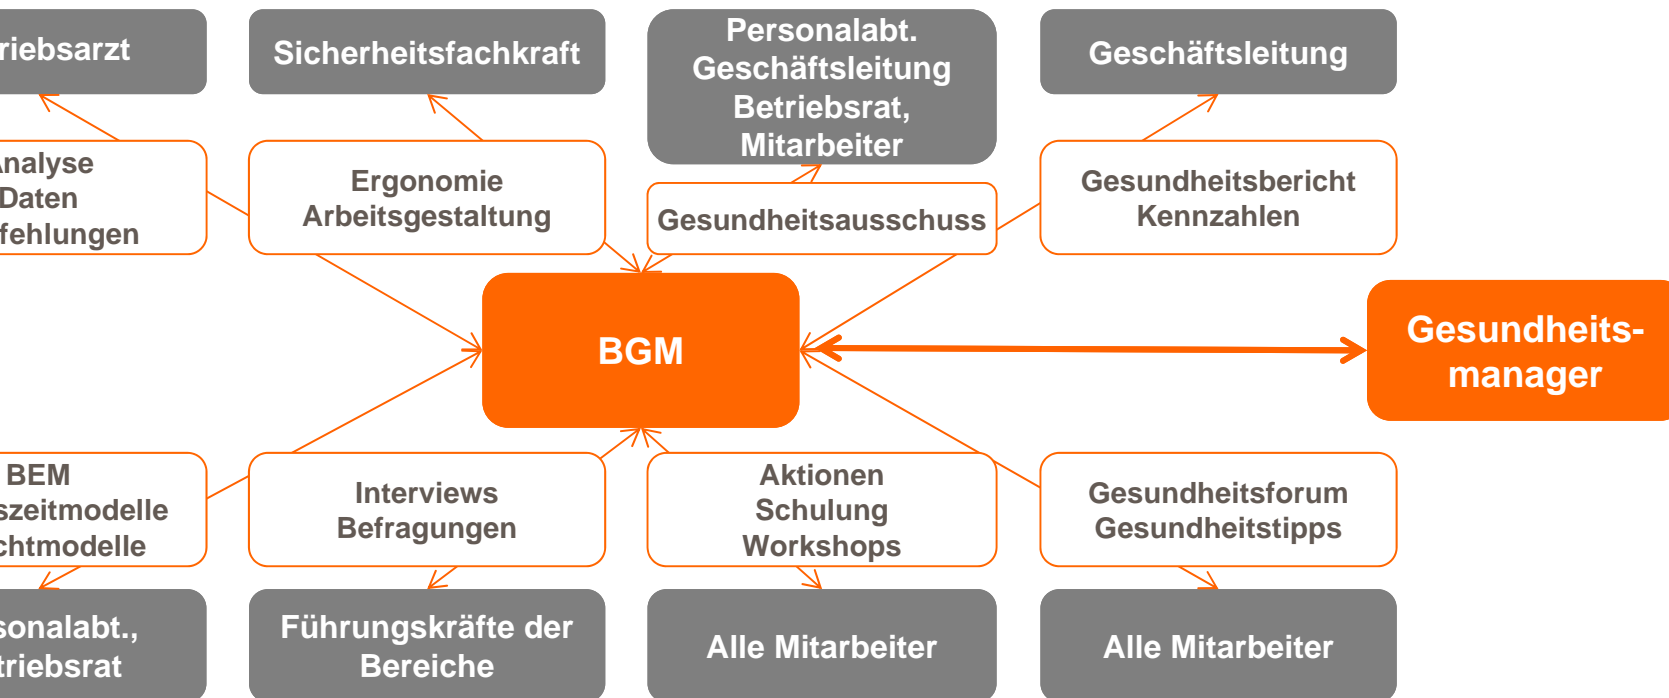 riebsarzt
Sicherheitsfachkraft
Personalabt.
Geschäftsleitung
Betriebsrat,
Mitarbeiter
Geschäftsleitung
nalyse
Daten
fehlungen
Ergonomie
Arbeitsgestaltung
Gesundheitsausschuss
Gesundheitsbericht
Kennzahlen
BGM
Gesundheits-
manager
BEM
szeitmodelle
chtmodelle
Interviews
Befragungen
Aktionen
Schulung
Workshops
Gesundheitsforum
Gesundheitstipps
sonalabt.,
triebsrat
Führungskräfte der
Bereiche
Alle Mitarbeiter
Alle Mitarbeiter